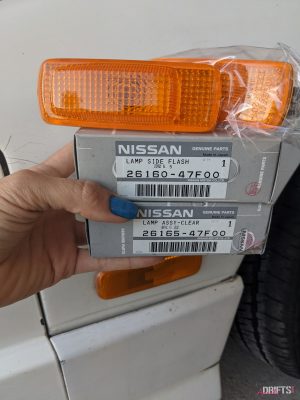 NISSAN
GENUINE PARTS
LAMP SIDE FLASH
1
26160-47F00
NISSAN
GENUINE PARTS
LAMP ASSY-CLEAR
1
26165-47F00
DRIFTS